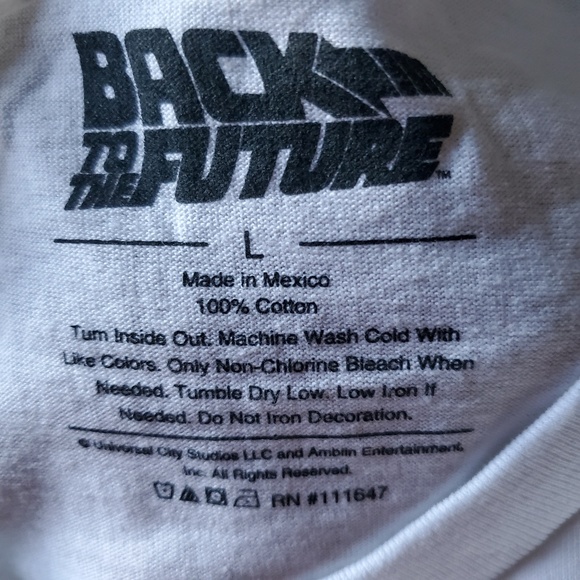 BACK
TO THE FUTURE™
L
Made in Mexico
100% Cotton
Turn Inside Out. Machine Wash Cold With
Like Colors. Only Non-Chlorine Bleach When
Needed. Tumble Dry Low. Low Iron If
Needed. Do Not Iron Decoration.
© Universal City Studios LLC and Amblin Entertainment,
Inc. All Rights Reserved.
RN #111647